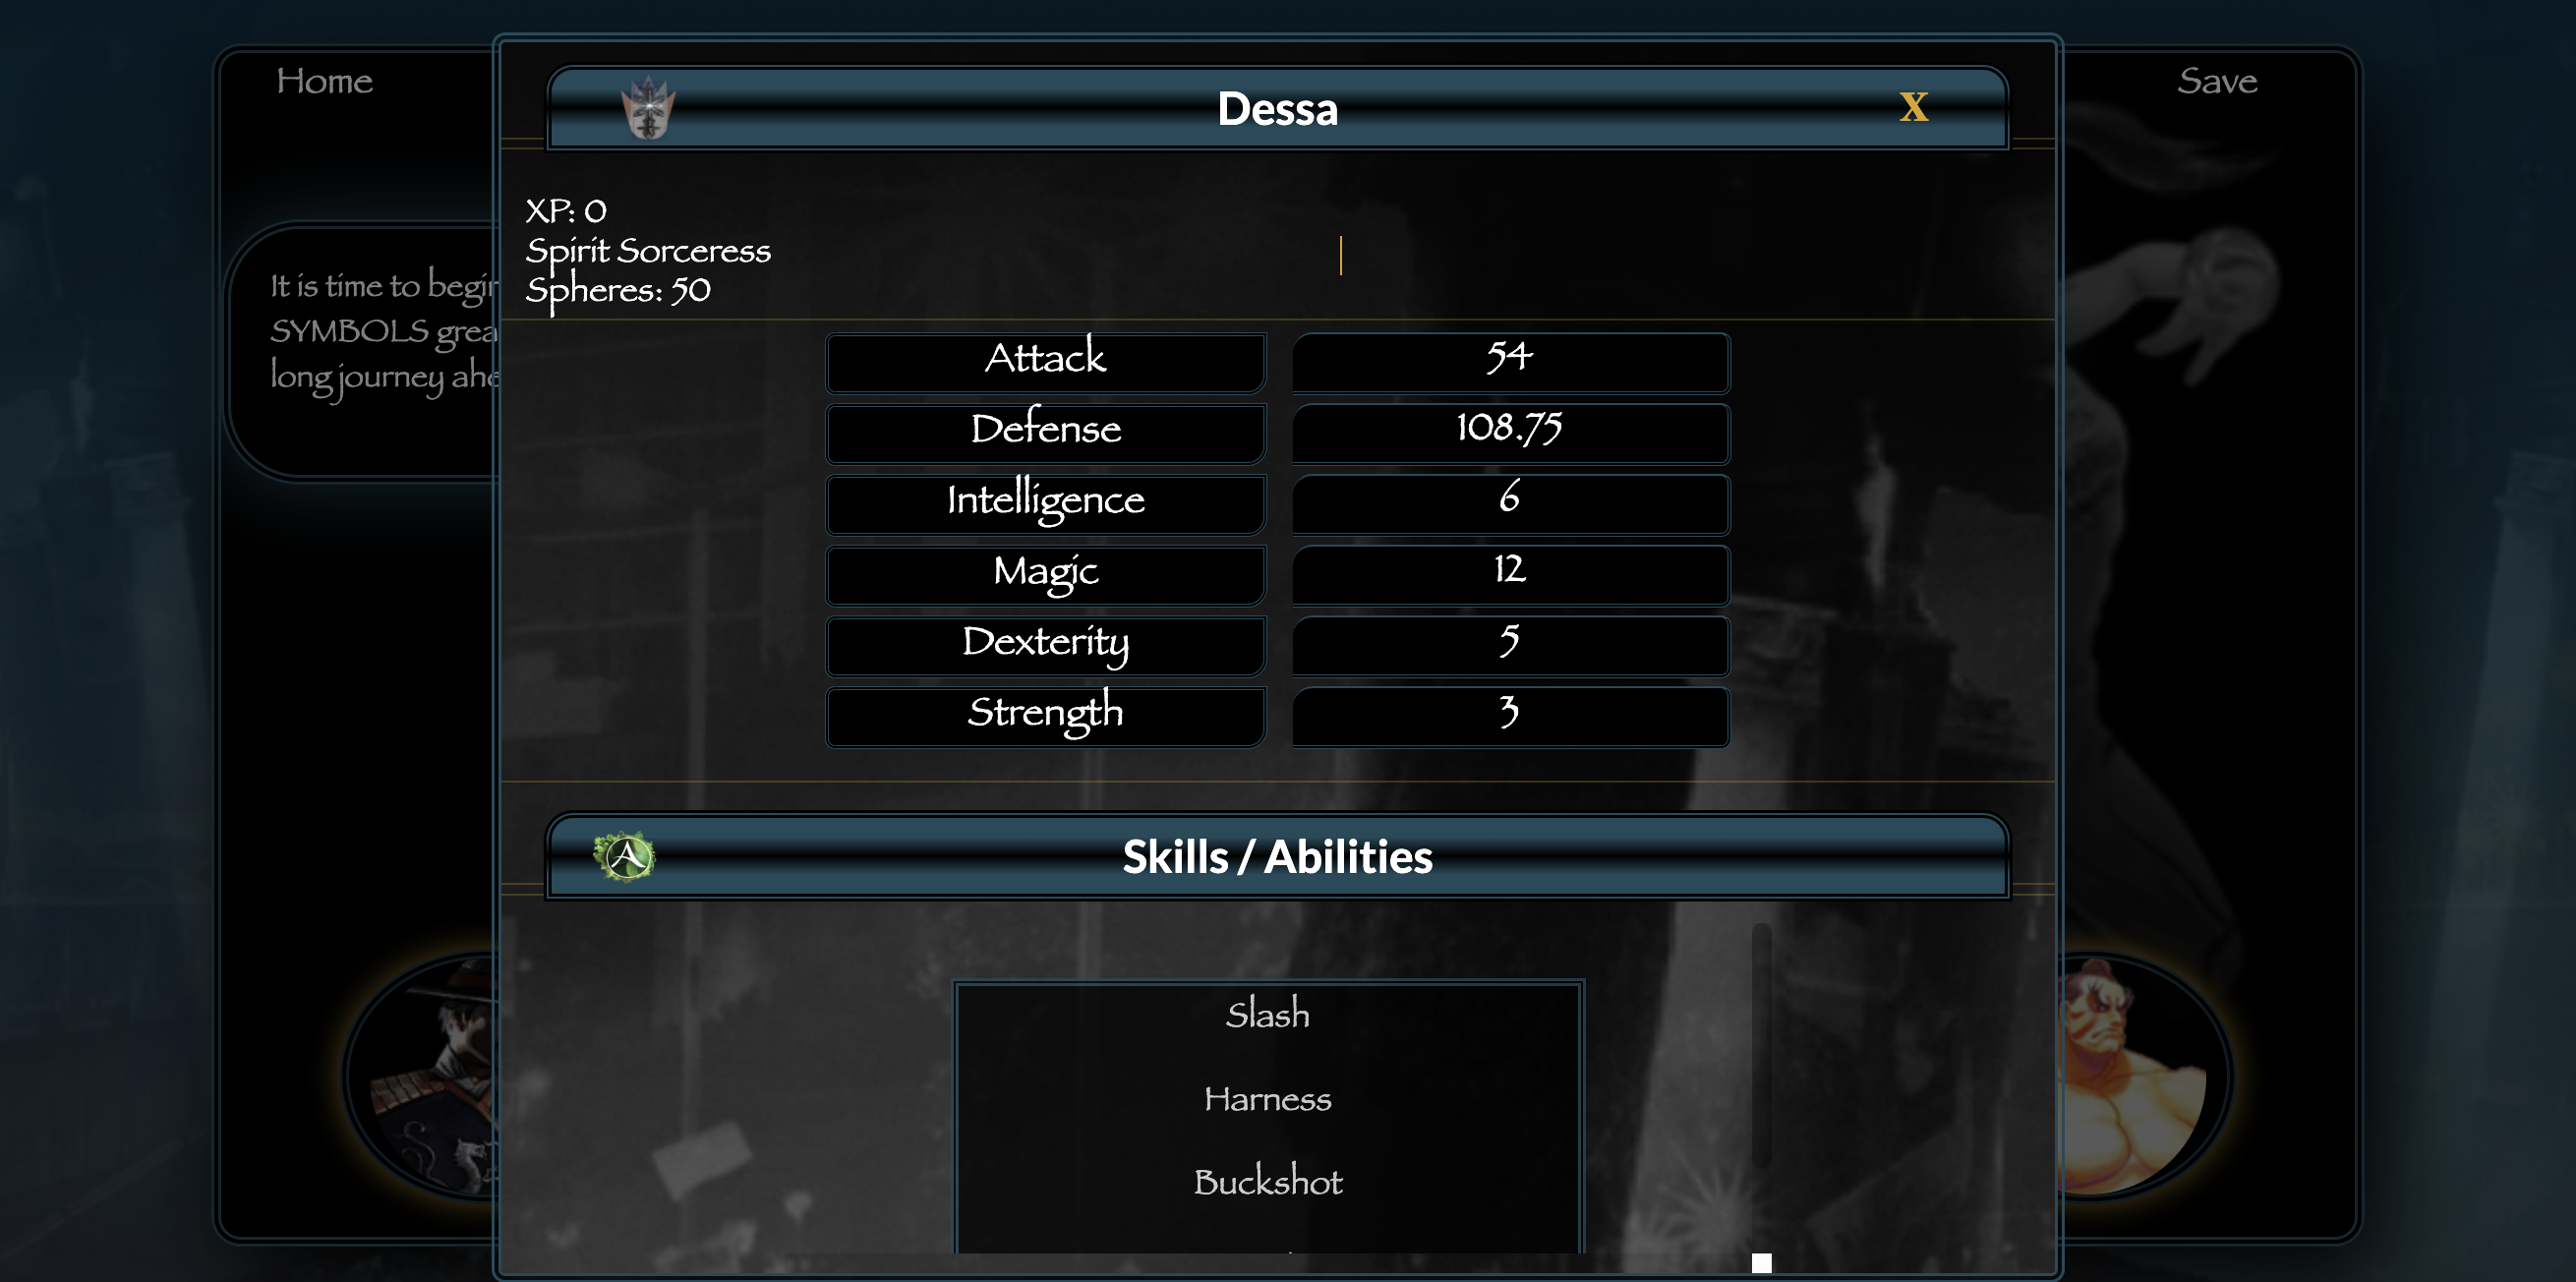 Home
Dessa
X
Save
XP: 0
Spirit Sorceress
Spheres: 50
It is time to begin
SYMBOLS grea
long journey ahe
Attack 54
Defense 108.75
Intelligence 6
Magic 12
Dexterity 5
Strength 3
A
Skills / Abilities
Slash
Harness
Buckshot